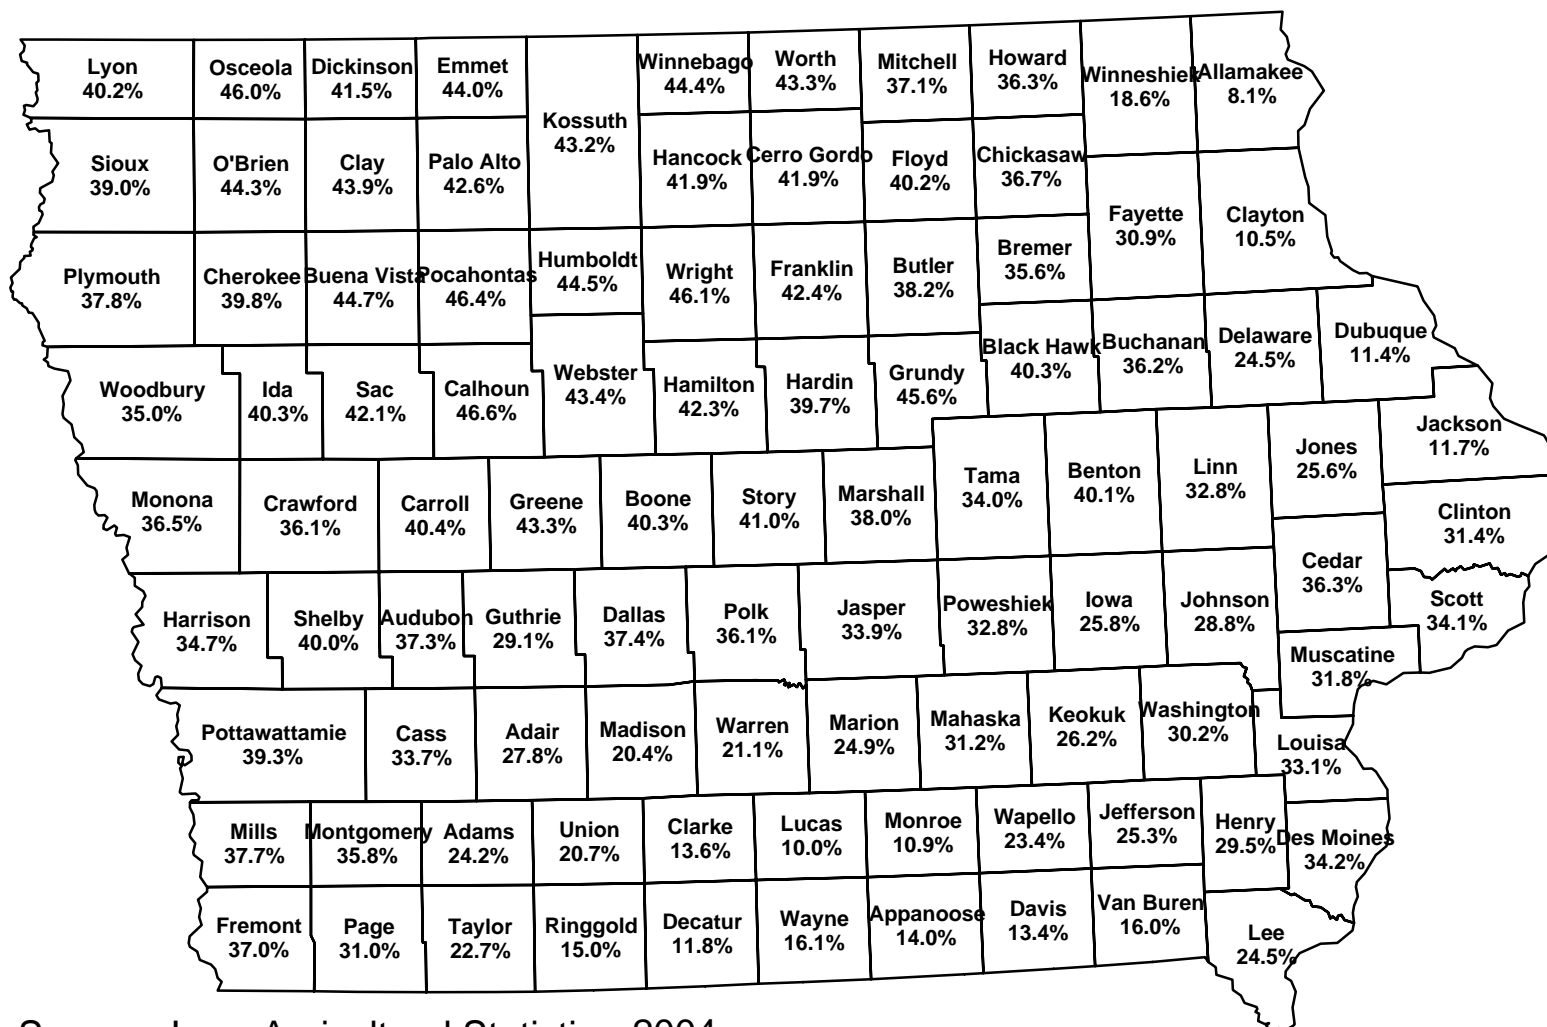 Lyon
40.2%
Osceola
46.0%
Dickinson
41.5%
Emmet
44.0%
Kossuth
43.2%
Winnebago
44.4%
Worth
43.3%
Mitchell
37.1%
Howard
36.3%
Winneshiek
18.6%
Allamakee
8.1%
Sioux
39.0%
O'Brien
44.3%
Clay
43.9%
Palo Alto
42.6%
Hancock
41.9%
Cerro Gordo
41.9%
Floyd
40.2%
Chickasaw
36.7%
Fayette
30.9%
Clayton
10.5%
Plymouth
37.8%
Cherokee
39.8%
Buena Vista
44.7%
Pocahontas
46.4%
Humboldt
44.5%
Wright
46.1%
Franklin
42.4%
Butler
38.2%
Bremer
35.6%
Woodbury
35.0%
Ida
40.3%
Sac
42.1%
Calhoun
46.6%
Webster
43.4%
Hamilton
42.3%
Hardin
39.7%
Grundy
45.6%
Black Hawk
40.3%
Buchanan
36.2%
Delaware
24.5%
Dubuque
11.4%
Monona
36.5%
Crawford
36.1%
Carroll
40.4%
Greene
43.3%
Boone
40.3%
Story
41.0%
Marshall
38.0%
Tama
34.0%
Benton
40.1%
Linn
32.8%
Jones
25.6%
Jackson
11.7%
Clinton
31.4%
Cedar
36.3%
Harrison
34.7%
Shelby
40.0%
Audubon
37.3%
Guthrie
29.1%
Dallas
37.4%
Polk
36.1%
Jasper
33.9%
Poweshiek
32.8%
Iowa
25.8%
Johnson
28.8%
Scott
34.1%
Muscatine
31.8%
Pottawattamie
39.3%
Cass
33.7%
Adair
27.8%
Madison
20.4%
Warren
21.1%
Marion
24.9%
Mahaska
31.2%
Keokuk
26.2%
Washington
30.2%
Louisa
33.1%
Mills
37.7%
Montgomery
35.8%
Adams
24.2%
Union
20.7%
Clarke
13.6%
Lucas
10.0%
Monroe
10.9%
Wapello
23.4%
Jefferson
25.3%
Henry
29.5%
Des Moines
34.2%
Fremont
37.0%
Page
31.0%
Taylor
22.7%
Ringgold
15.0%
Decatur
11.8%
Wayne
16.1%
Appanoose
14.0%
Davis
13.4%
Van Buren
16.0%
Lee
24.5%